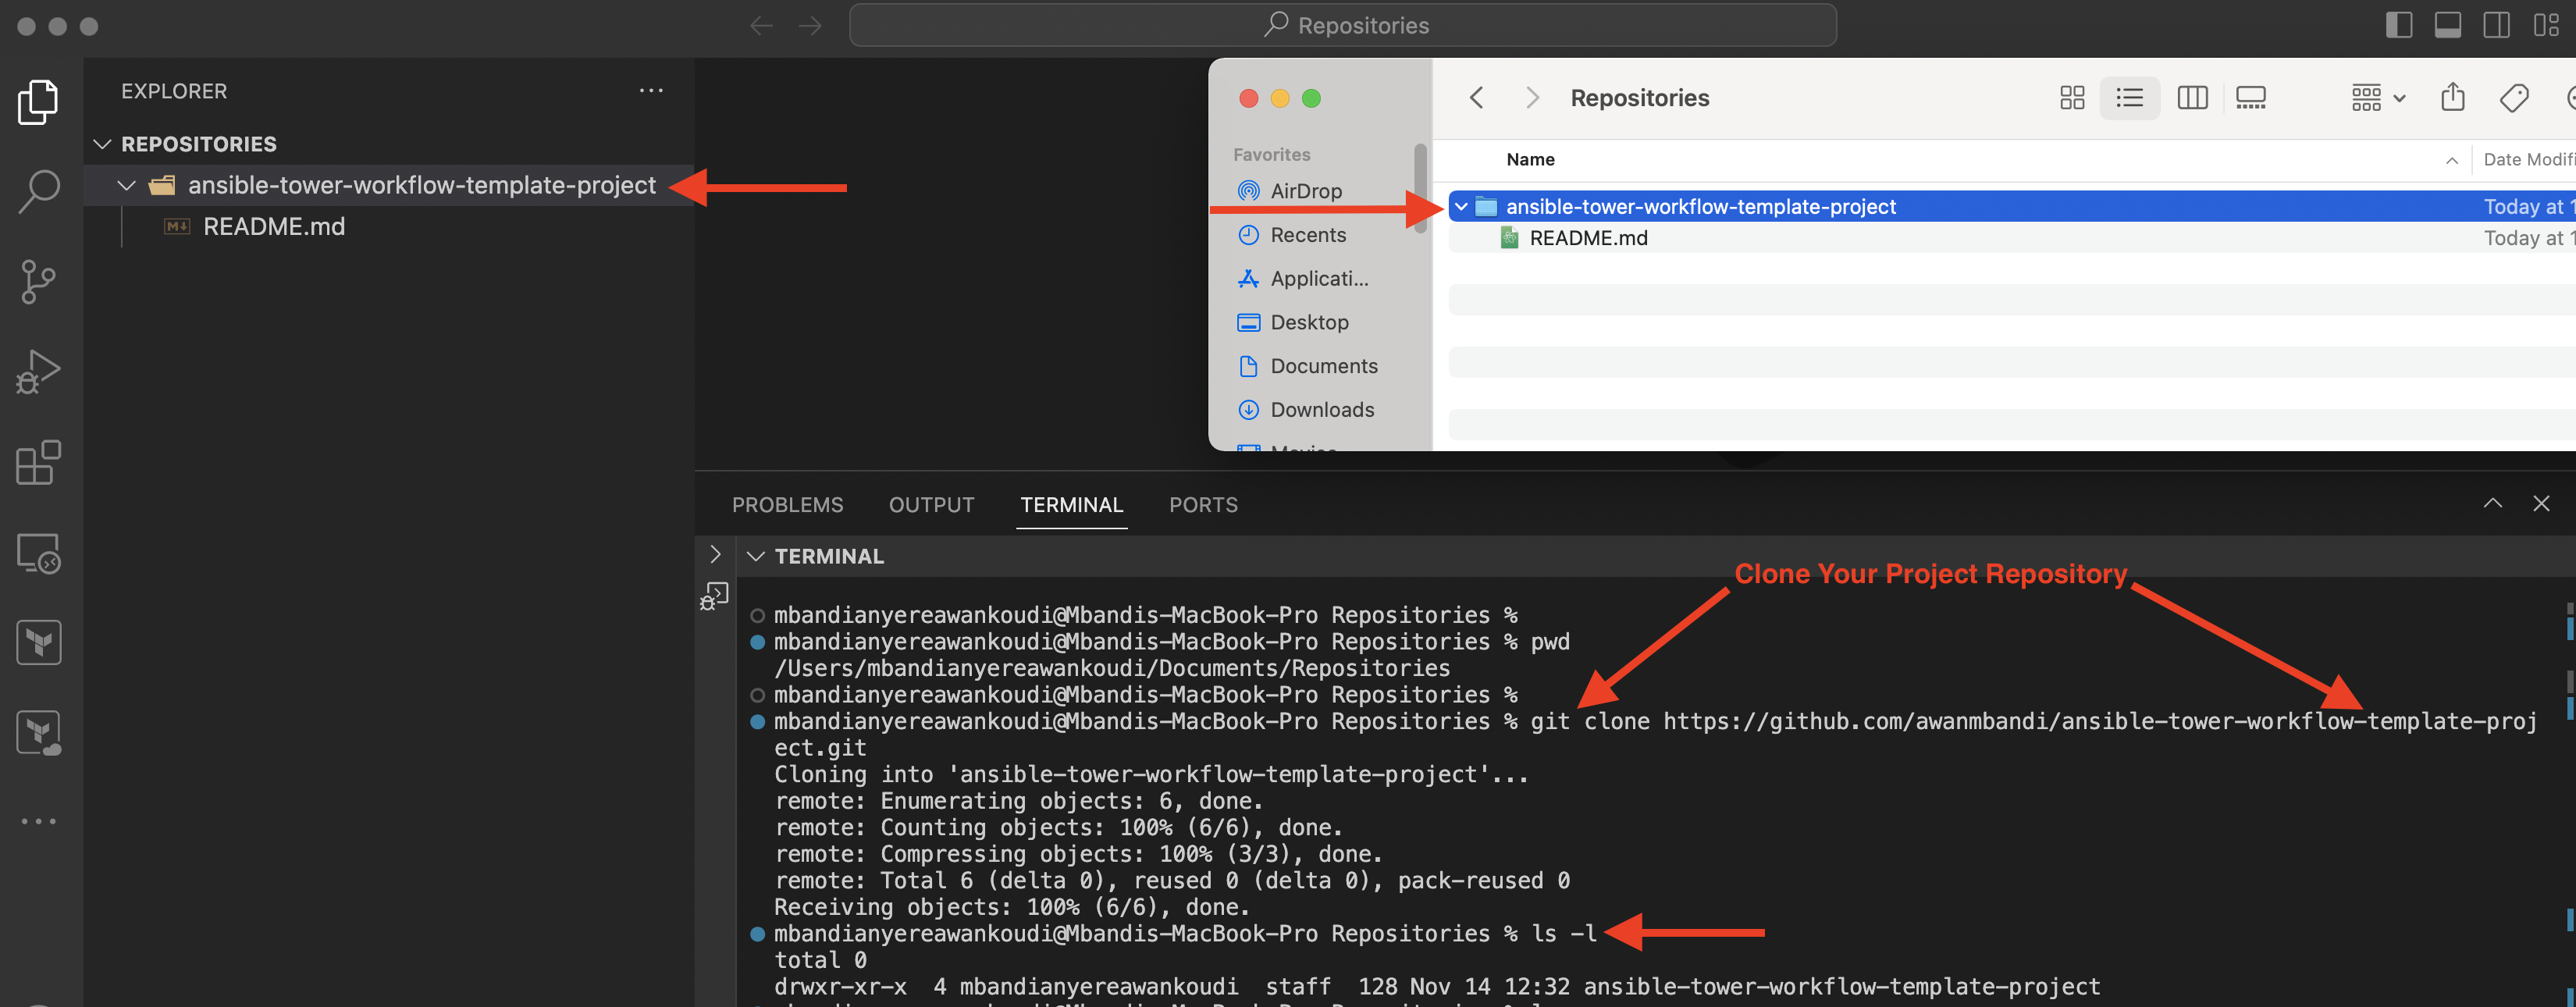 Repositories
EXPLORER
REPOSITORIES
ansible-tower-workflow-template-project
README.md
Repositories
Favorites
AirDrop
Recents
Applicati...
Desktop
Documents
Downloads
Movies
Name
Date Modifi
ansible-tower-workflow-template-project
Today at 1
README.md
Today at 1
PROBLEMS
OUTPUT
TERMINAL
PORTS
TERMINAL
Clone Your Project Repository
mbandianyereawankoudi@Mbandis-MacBook-Pro Repositories %
mbandianyereawankoudi@Mbandis-MacBook-Pro Repositories % pwd
/Users/mbandianyereawankoudi/Documents/Repositories
mbandianyereawankoudi@Mbandis-MacBook-Pro Repositories %
mbandianyereawankoudi@Mbandis-MacBook-Pro Repositories % git clone https://github.com/awanmbandi/ansible-tower-workflow-template-proj
ect.git
Cloning into 'ansible-tower-workflow-template-project'...
remote: Enumerating objects: 6, done.
remote: Counting objects: 100% (6/6), done.
remote: Compressing objects: 100% (3/3), done.
remote: Total 6 (delta 0), reused 0 (delta 0), pack-reused 0
Receiving objects: 100% (6/6), done.
mbandianyereawankoudi@Mbandis-MacBook-Pro Repositories % ls -l
total 0
drwxr-xr-x  4 mbandianyereawankoudi  staff  128 Nov 14 12:32 ansible-tower-workflow-template-project